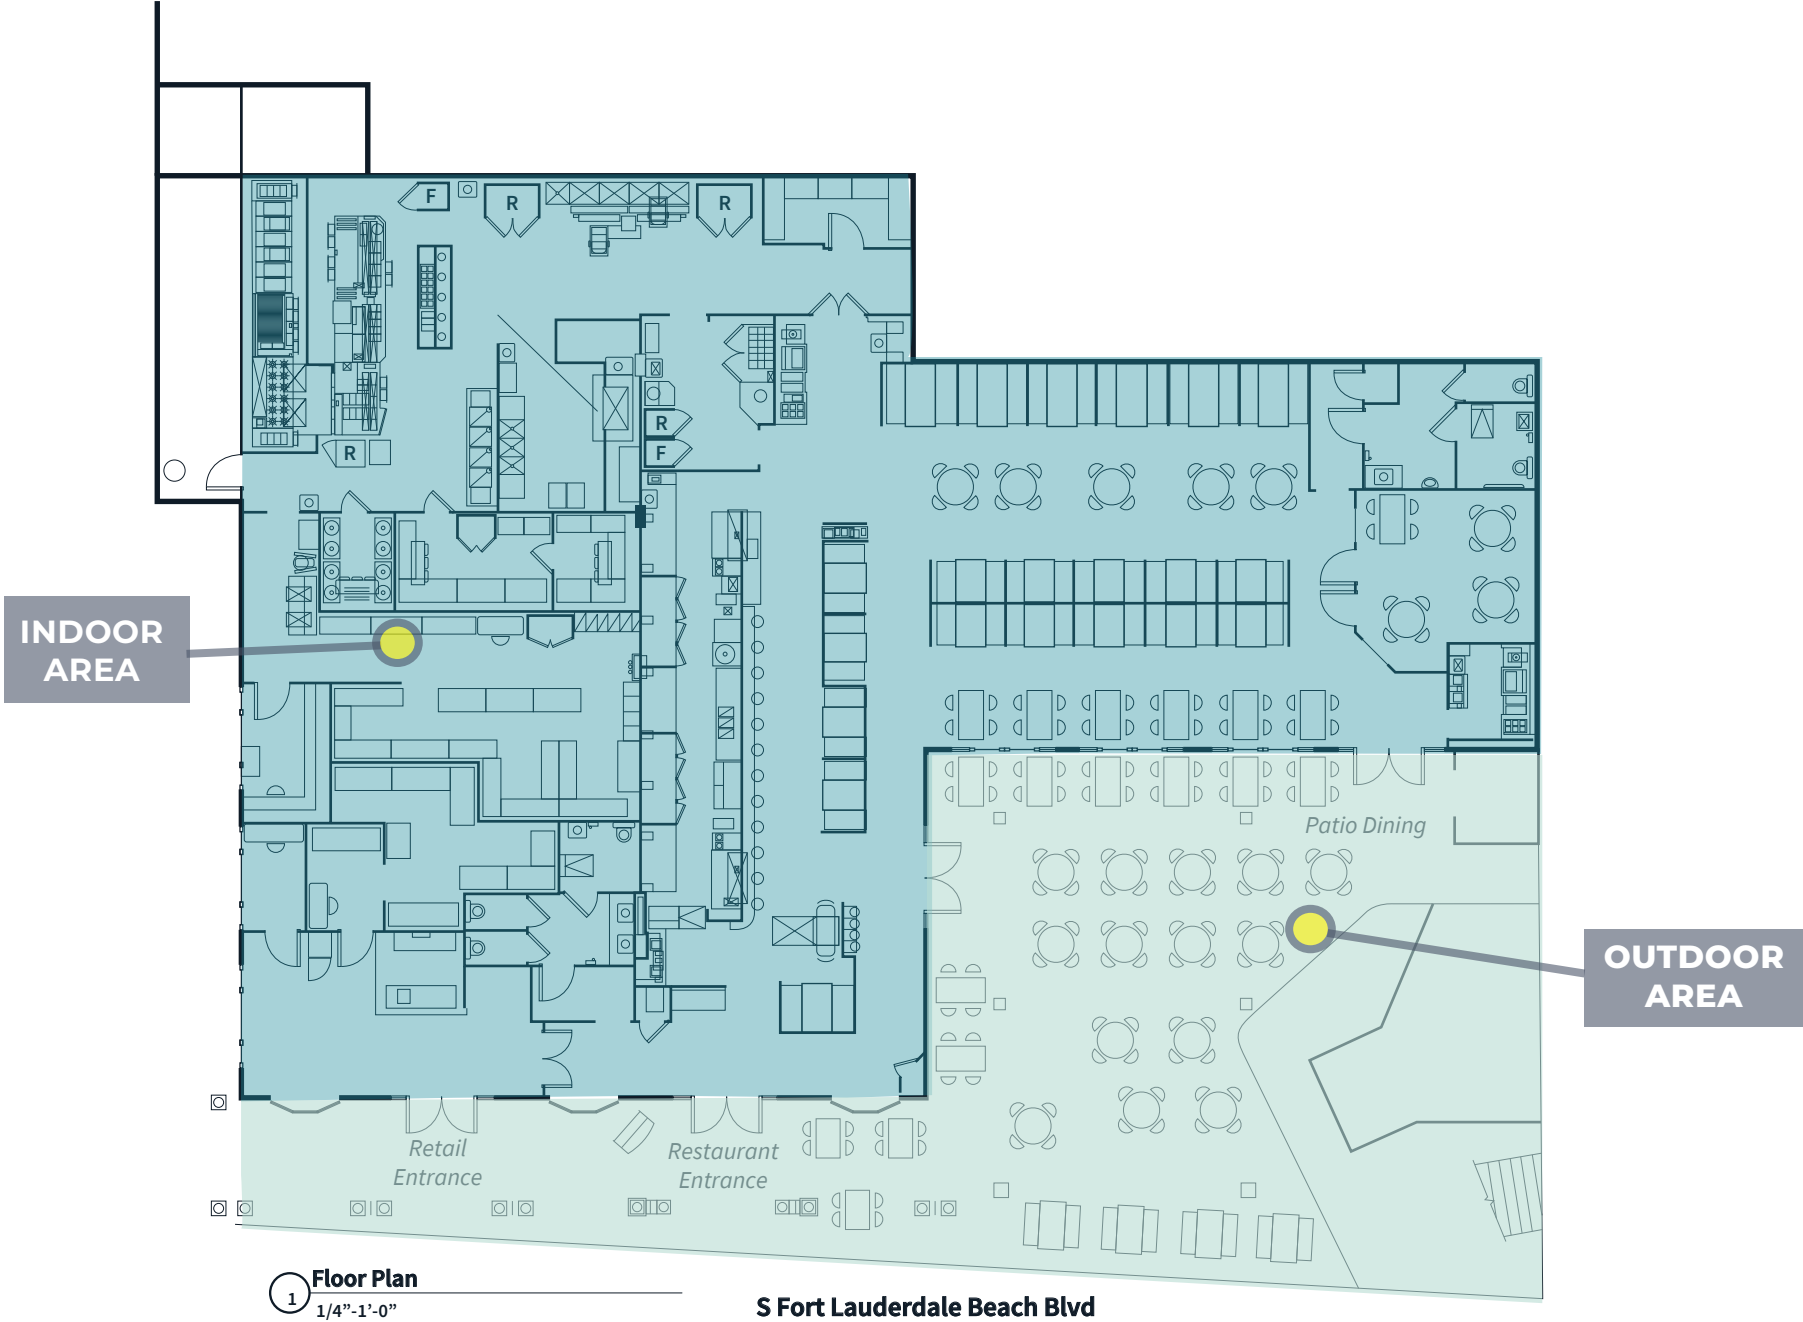 F
R
R
R
F
R
INDOOR
AREA
Patio Dining
OUTDOOR
AREA
Retail
Entrance
Restaurant
Entrance
1
Floor Plan
1/4”-1’-0”
S Fort Lauderdale Beach Blvd